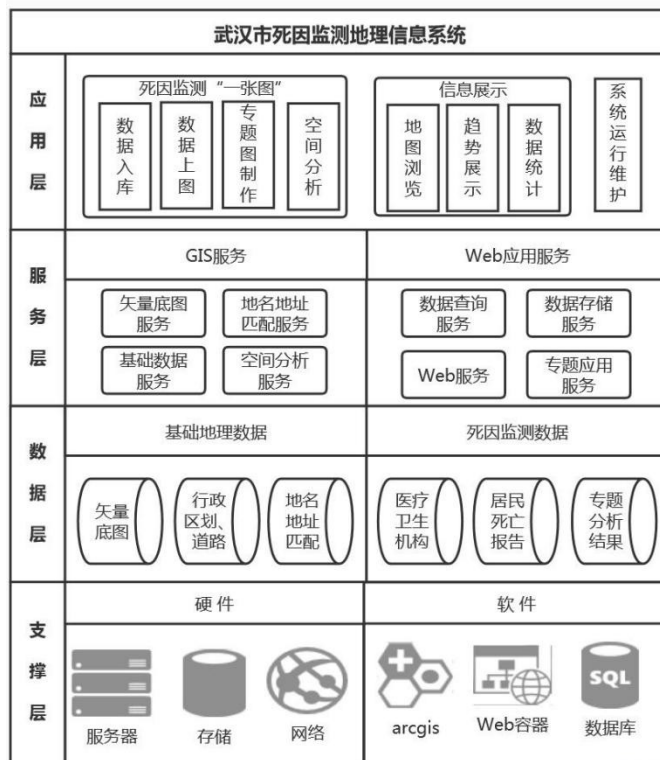 武汉市死因监测地理信息系统
应用层
死因监测“一张图”
数据入库
数据上图
专题图制作
空间分析
信息展示
地图浏览
趋势展示
数据统计
系统运行维护
服务层
GIS服务
矢量底图
服务
地名地址
匹配服务
基础数据
服务
空间分析
服务
Web应用服务
数据查询
服务
数据存储
服务
Web服务
专题应用
服务
数据层
基础地理数据
矢量
底图
行政
区划、
道路
地名
地址
匹配
死因监测数据
医疗
卫生
机构
居民
死亡
报告
专题
分析
结果
支撑层
硬 件
服务器
存储
网络
软 件
arcgis
Web容器
SQL
数据库